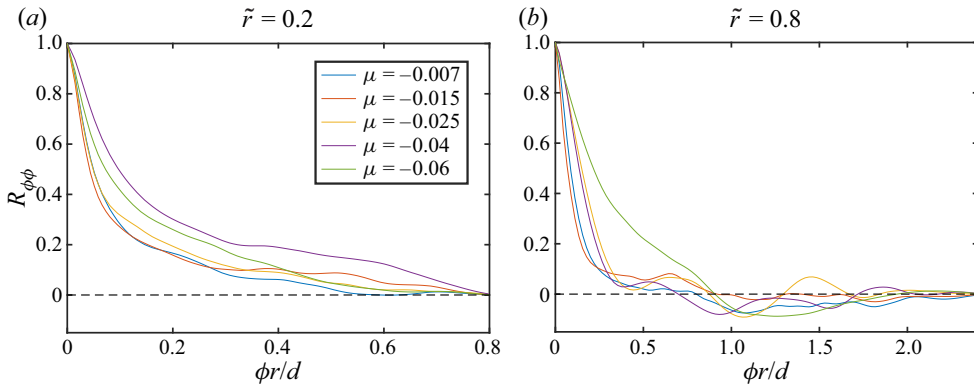 (a) r̃ = 0.2
1.0
0.8
0.6
0.4
0.2
0
R_ϕϕ
μ = –0.007
μ = –0.015
μ = –0.025
μ = –0.04
μ = –0.06
0 0.2 0.4 0.6 0.8
ϕr/d
(b) r̃ = 0.8
1.0
0.8
0.6
0.4
0.2
0
0 0.5 1.0 1.5 2.0
ϕr/d